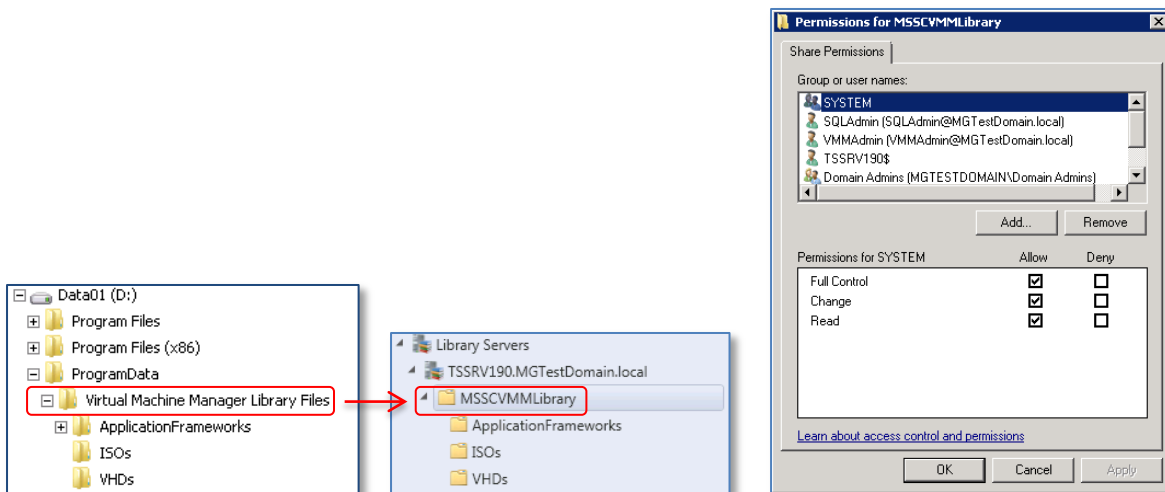 Permissions for MSSCVMMLibrary
Share Permissions
Group or user names:
SYSTEM
SQLAdmin (SQLAdmin@MGTestDomain.local)
VMMAdmin (VMMAdmin@MGTestDomain.local)
TSSRV190$
Domain Admins (MGTESTDOMAIN\Domain Admins)
Add... Remove
Permissions for SYSTEM Allow Deny
Full Control
Change
Read
Learn about access control and permissions
OK Cancel Apply
Data01 (D:)
Program Files
Program Files (x86)
ProgramData
Virtual Machine Manager Library Files
ApplicationFrameworks
ISOs
VHDs
Library Servers
TSSRV190.MGTestDomain.local
MSSCVMMLibrary
ApplicationFrameworks
ISOs
VHDs